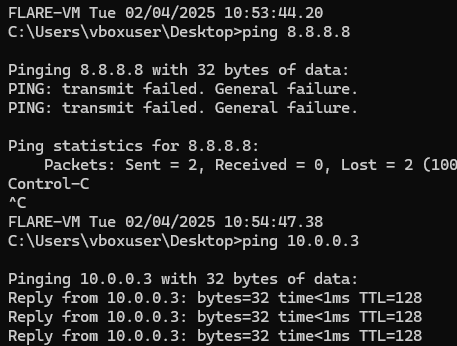 FLARE-VM Tue 02/04/2025 10:53:44.20
C:\Users\vboxuser\Desktop>ping 8.8.8.8
Pinging 8.8.8.8 with 32 bytes of data:
PING: transmit failed. General failure.
PING: transmit failed. General failure.
Ping statistics for 8.8.8.8:
    Packets: Sent = 2, Received = 0, Lost = 2 (100
Control-C
^C
FLARE-VM Tue 02/04/2025 10:54:47.38
C:\Users\vboxuser\Desktop>ping 10.0.0.3
Pinging 10.0.0.3 with 32 bytes of data:
Reply from 10.0.0.3: bytes=32 time<1ms TTL=128
Reply from 10.0.0.3: bytes=32 time<1ms TTL=128
Reply from 10.0.0.3: bytes=32 time<1ms TTL=128